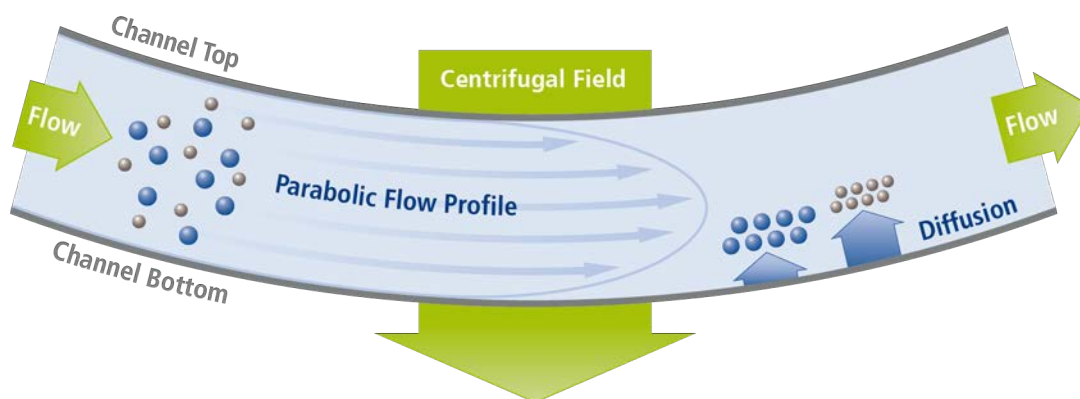 Channel Top
Centrifugal Field
Flow
Flow
Parabolic Flow Profile
Diffusion
Channel Bottom